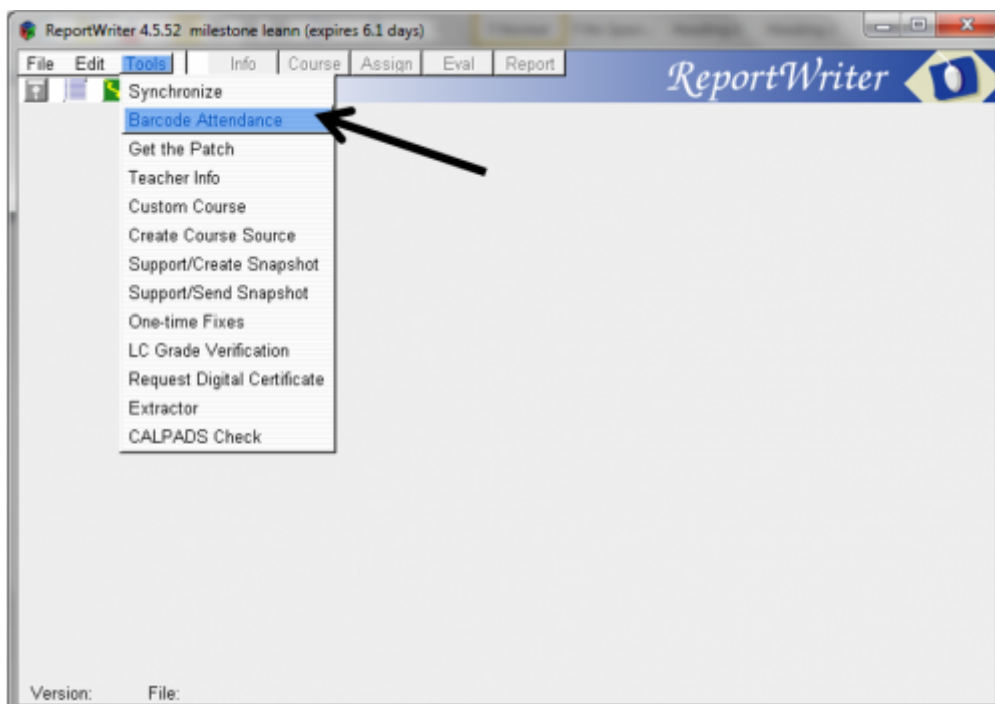 ReportWriter 4.5.52 milestone leann (expires 6.1 days)
File Edit Tools Info Course Assign Eval Report
ReportWriter
Synchronize
Barcode Attendance
Get the Patch
Teacher Info
Custom Course
Create Course Source
Support/Create Snapshot
Support/Send Snapshot
One-time Fixes
LC Grade Verification
Request Digital Certificate
Extractor
CALPADS Check
Version: File: